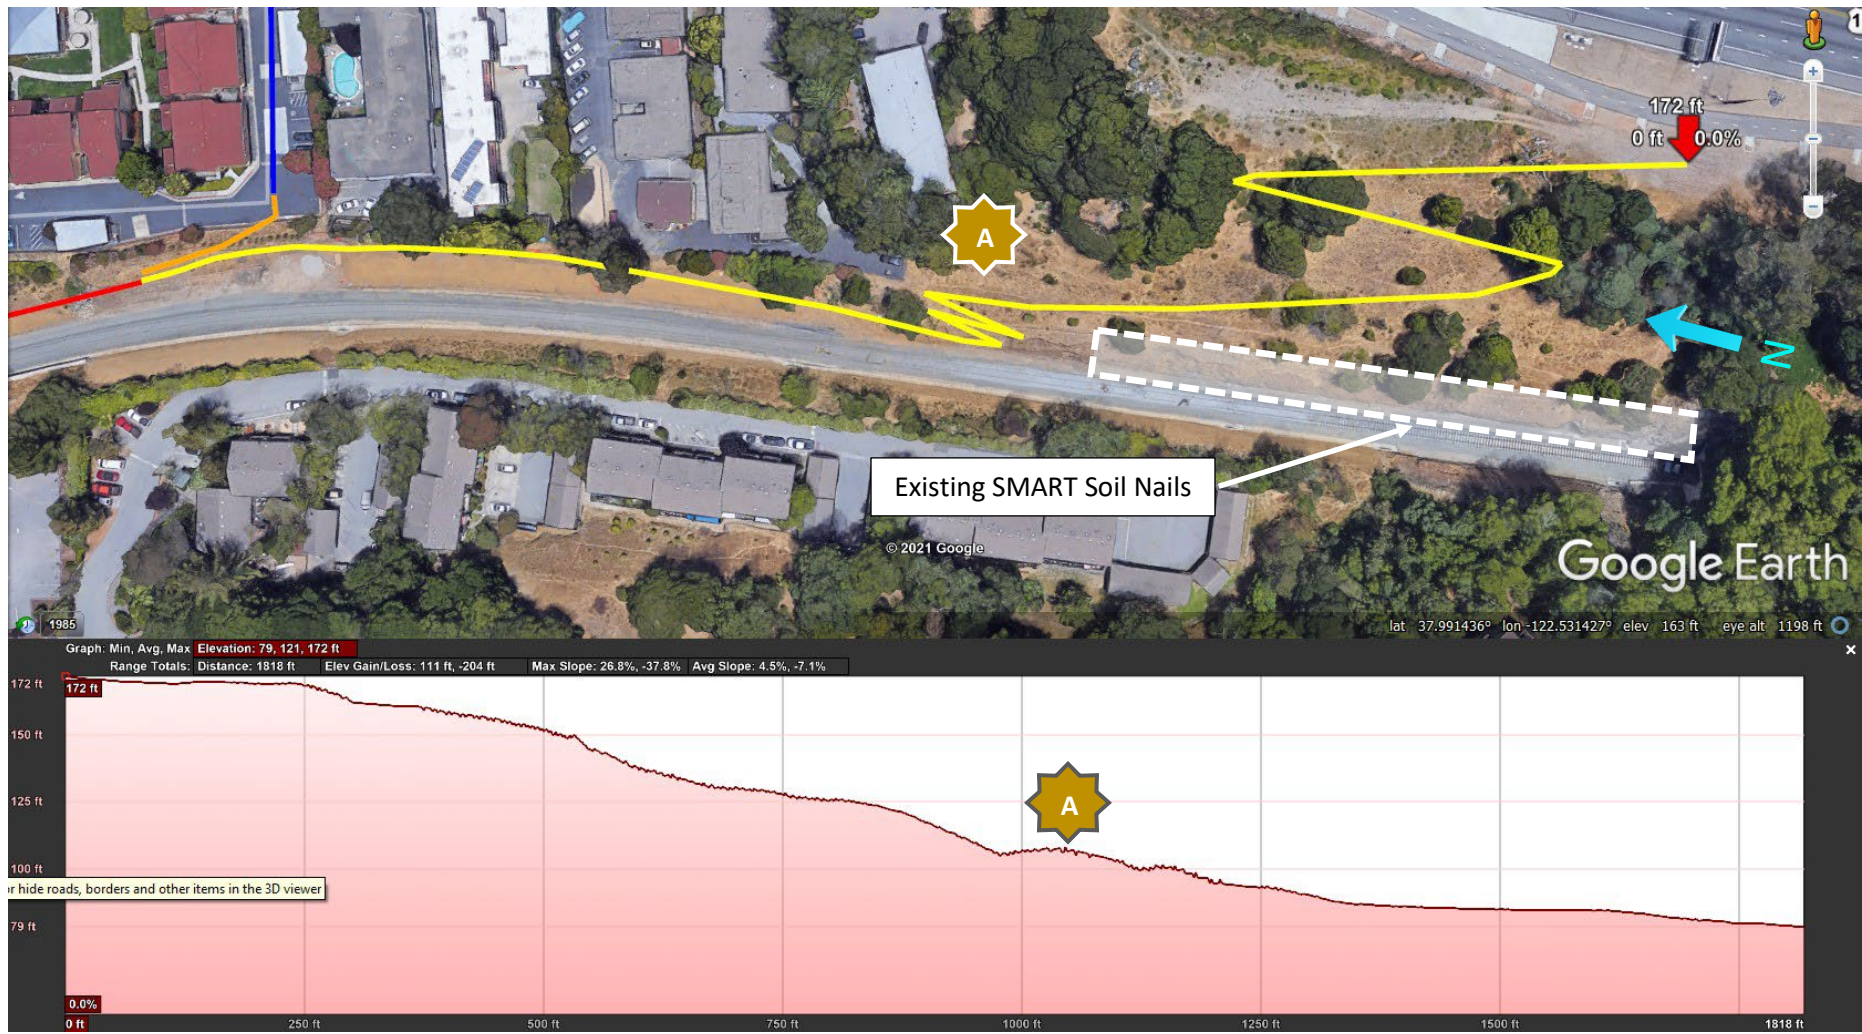 1
172 ft
0 ft 0.0%
A
N
Existing SMART Soil Nails
© 2021 Google
Google Earth
1985
lat 37.991436° lon -122.531427° elev 163 ft eye alt 1198 ft
Graph: Min, Avg, Max Elevation: 79, 121, 172 ft
Range Totals: Distance: 1818 ft Elev Gain/Loss: 111 ft, -204 ft Max Slope: 26.8%, -37.8% Avg Slope: 4.5%, -7.1%
172 ft
172 ft
150 ft
125 ft
A
100 ft
or hide roads, borders and other items in the 3D viewer
79 ft
0.0%
0 ft 250 ft 500 ft 750 ft 1000 ft 1250 ft 1500 ft 1818 ft